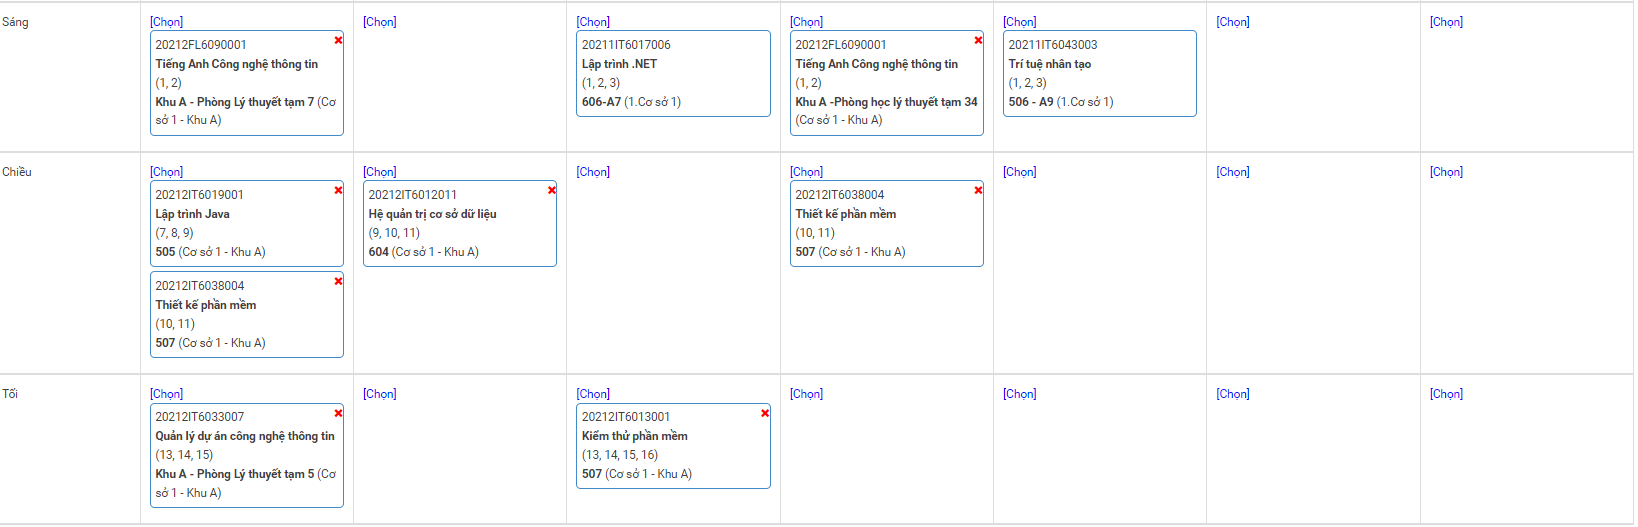 Sáng
[Chọn]
20212FL6090001
Tiếng Anh Công nghệ thông tin
(1, 2)
Khu A - Phòng Lý thuyết tạm 7 (Cơ
sở 1 - Khu A)
[Chọn]
[Chọn]
20211IT6017006
Lập trình .NET
(1, 2, 3)
606-A7 (1.Cơ sở 1)
[Chọn]
20212FL6090001
Tiếng Anh Công nghệ thông tin
(1, 2)
Khu A -Phòng học lý thuyết tạm 34
(Cơ sở 1 - Khu A)
[Chọn]
20211IT6043003
Trí tuệ nhân tạo
(1, 2, 3)
506 - A9 (1.Cơ sở 1)
[Chọn]
[Chọn]
Chiều
[Chọn]
20212IT6019001
Lập trình Java
(7, 8, 9)
505 (Cơ sở 1 - Khu A)
20212IT6038004
Thiết kế phần mềm
(10, 11)
507 (Cơ sở 1 - Khu A)
[Chọn]
20212IT6012011
Hệ quản trị cơ sở dữ liệu
(9, 10, 11)
604 (Cơ sở 1 - Khu A)
[Chọn]
[Chọn]
20212IT6038004
Thiết kế phần mềm
(10, 11)
507 (Cơ sở 1 - Khu A)
[Chọn]
[Chọn]
[Chọn]
Tối
[Chọn]
20212IT6033007
Quản lý dự án công nghệ thông tin
(13, 14, 15)
Khu A - Phòng Lý thuyết tạm 5 (Cơ
sở 1 - Khu A)
[Chọn]
[Chọn]
20212IT6013001
Kiểm thử phần mềm
(13, 14, 15, 16)
507 (Cơ sở 1 - Khu A)
[Chọn]
[Chọn]
[Chọn]
[Chọn]